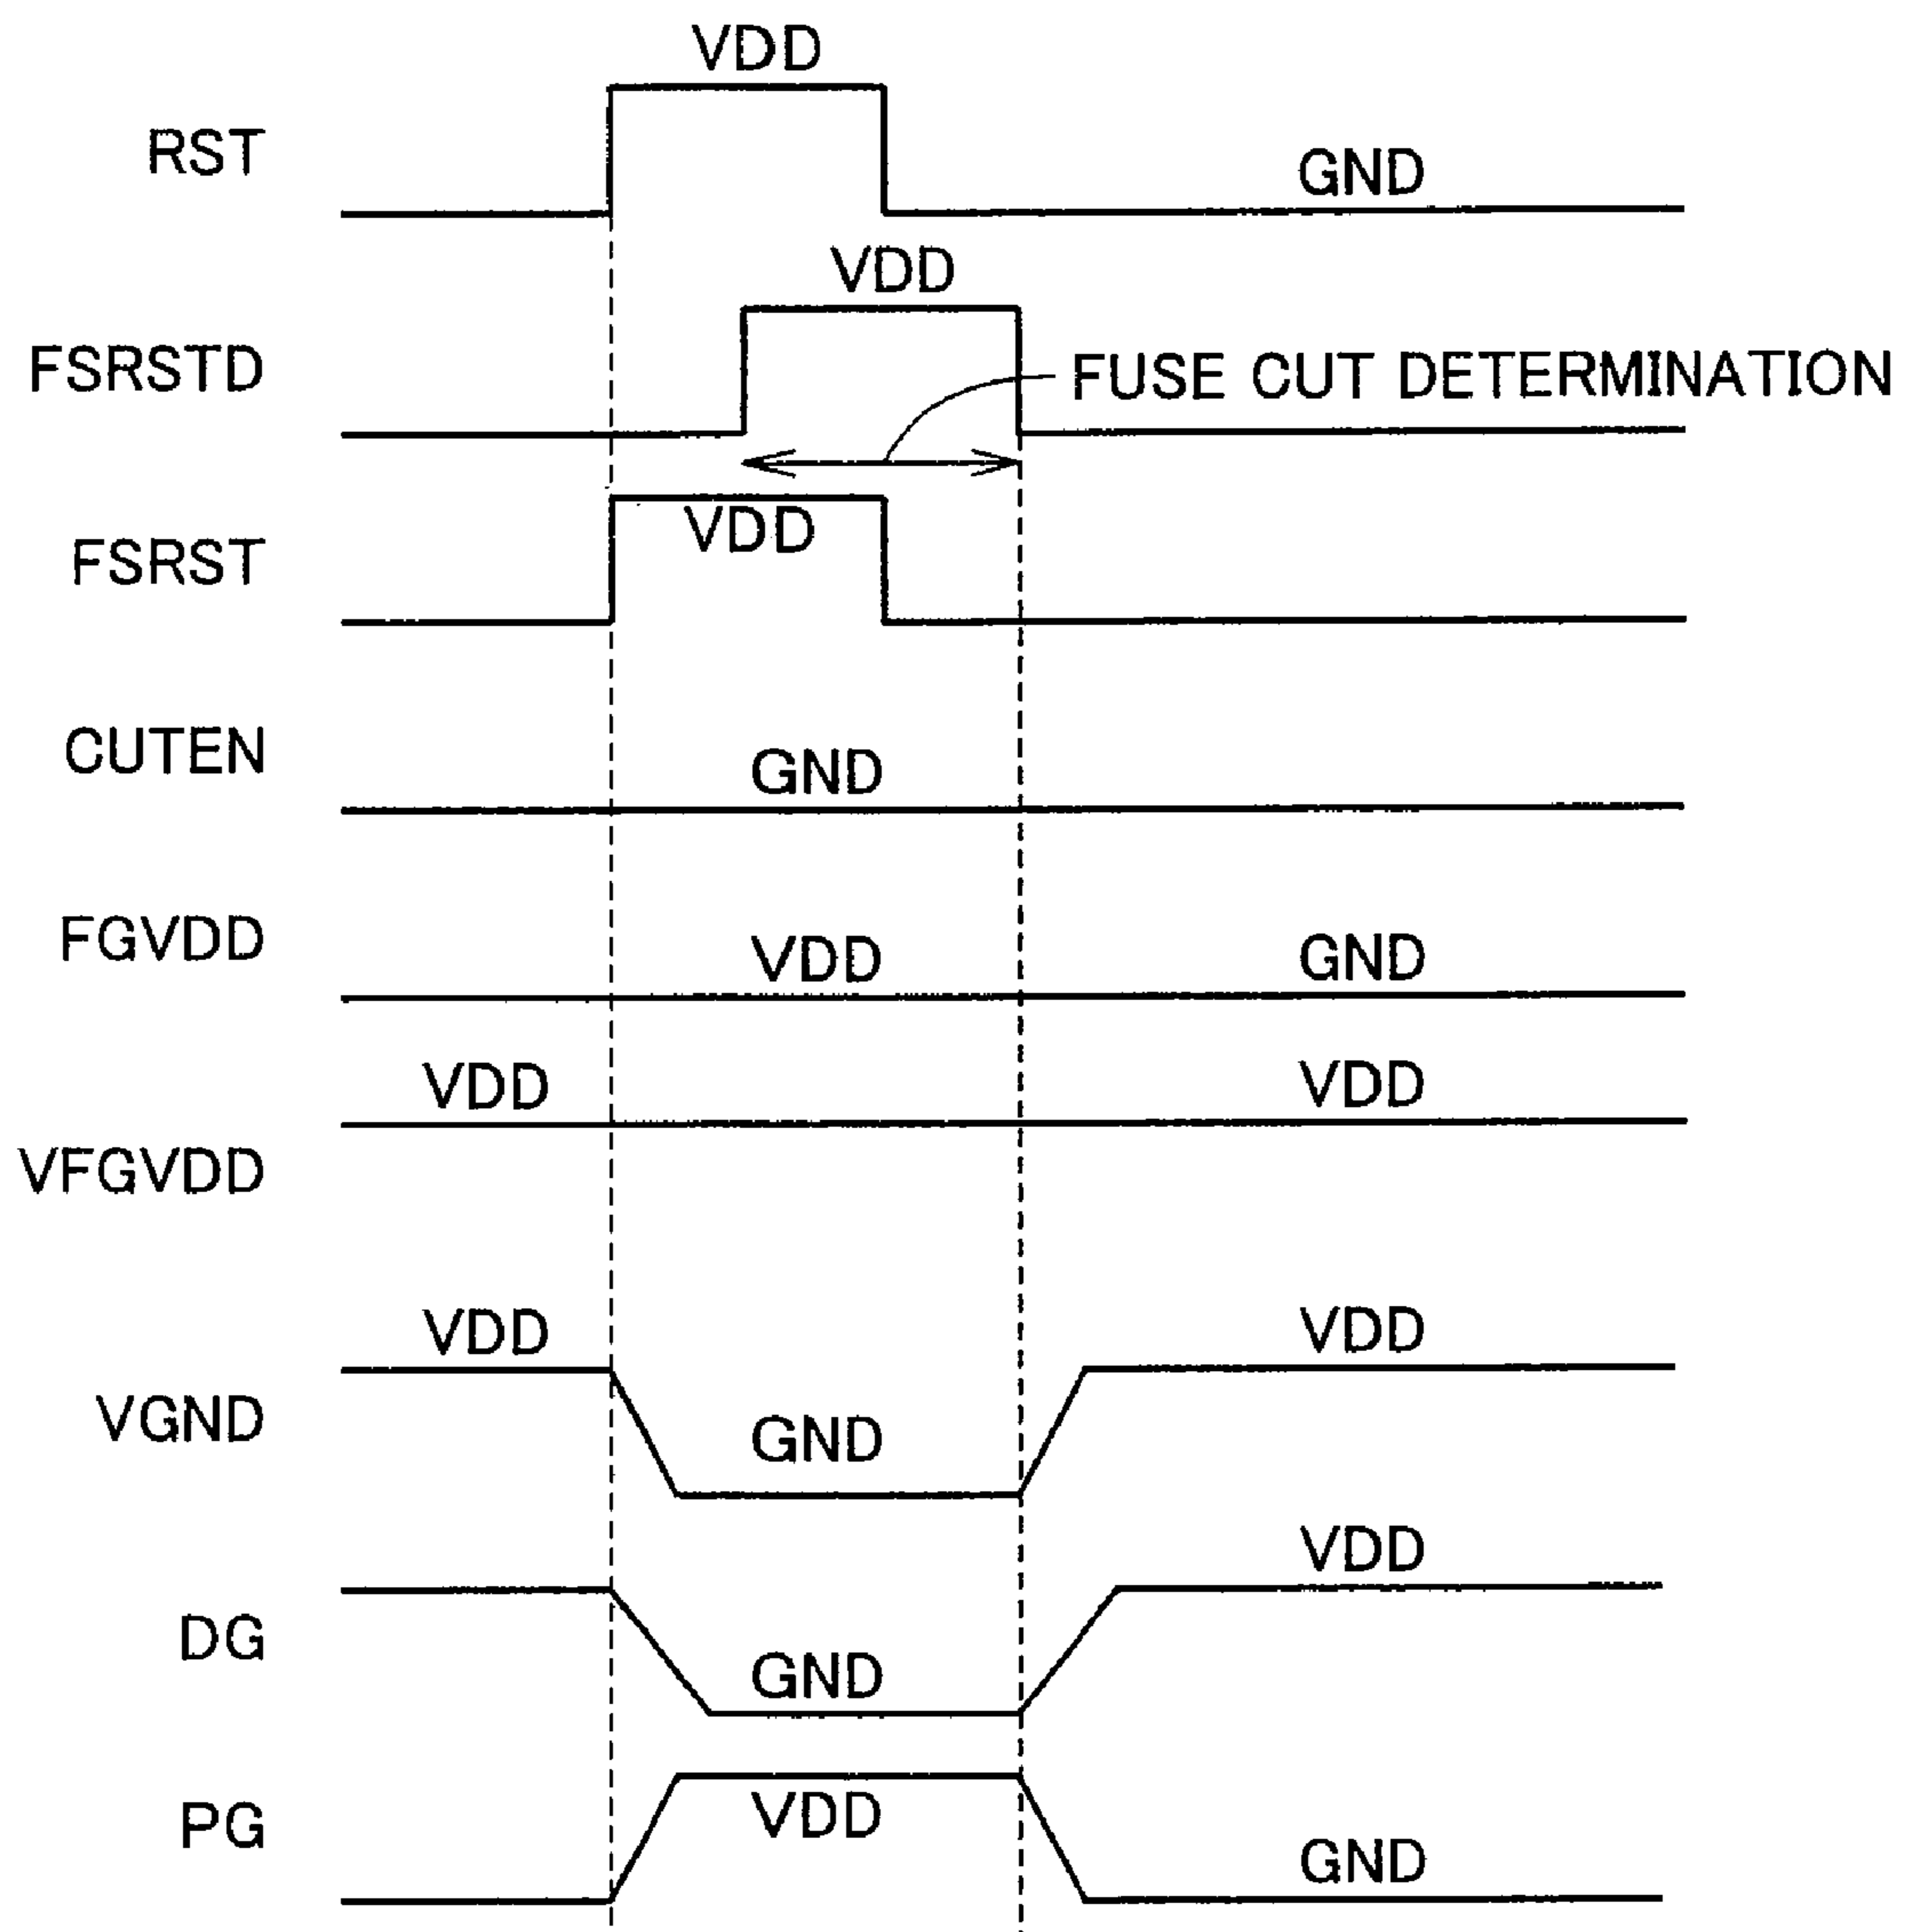 VDD
RST
GND
VDD
FSRSTD
FUSE CUT DETERMINATION
VDD
FSRST
CUTEN
GND
FGVDD
VDD
GND
VDD
VDD
VFGVDD
VDD
VDD
VGND
GND
VDD
DG
GND
VDD
PG
GND